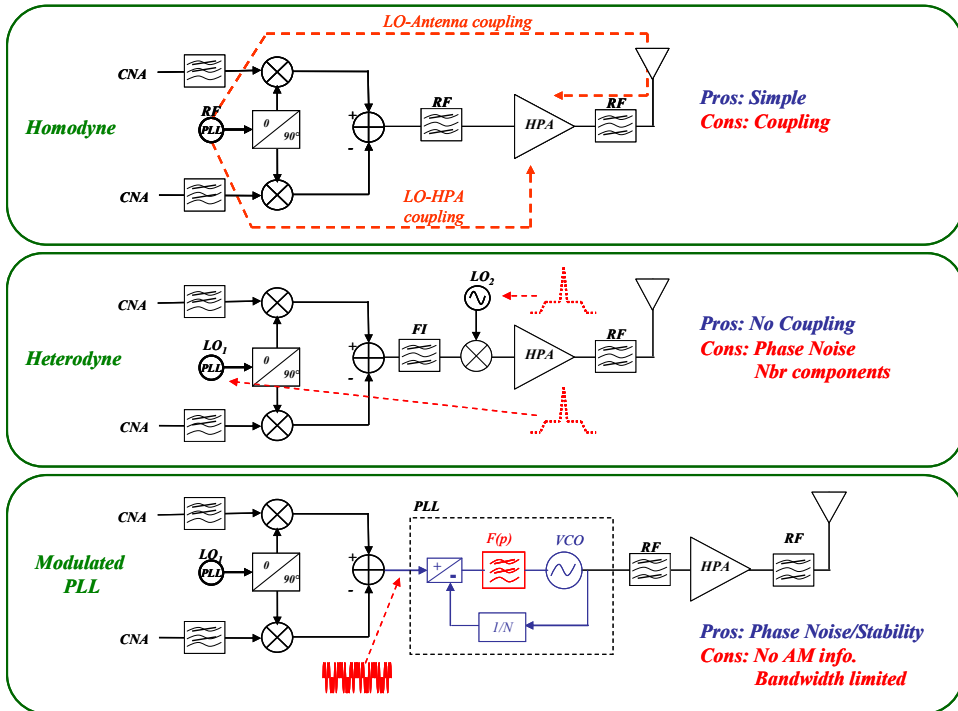 LO-Antenna coupling
CNA
RF
PLL
0
90°
+
-
RF
HPA
RF
Homodyne
CNA
LO-HPA
coupling
Pros: Simple
Cons: Coupling
CNA
LO2
LO1
PLL
0
90°
+
-
FI
HPA
RF
Heterodyne
CNA
Pros: No Coupling
Cons: Phase Noise
Nbr components
CNA
LO1
PLL
0
90°
+
-
PLL
F(p)
VCO
+
-
1/N
RF
HPA
RF
Modulated
PLL
CNA
Pros: Phase Noise/Stability
Cons: No AM info.
Bandwidth limited